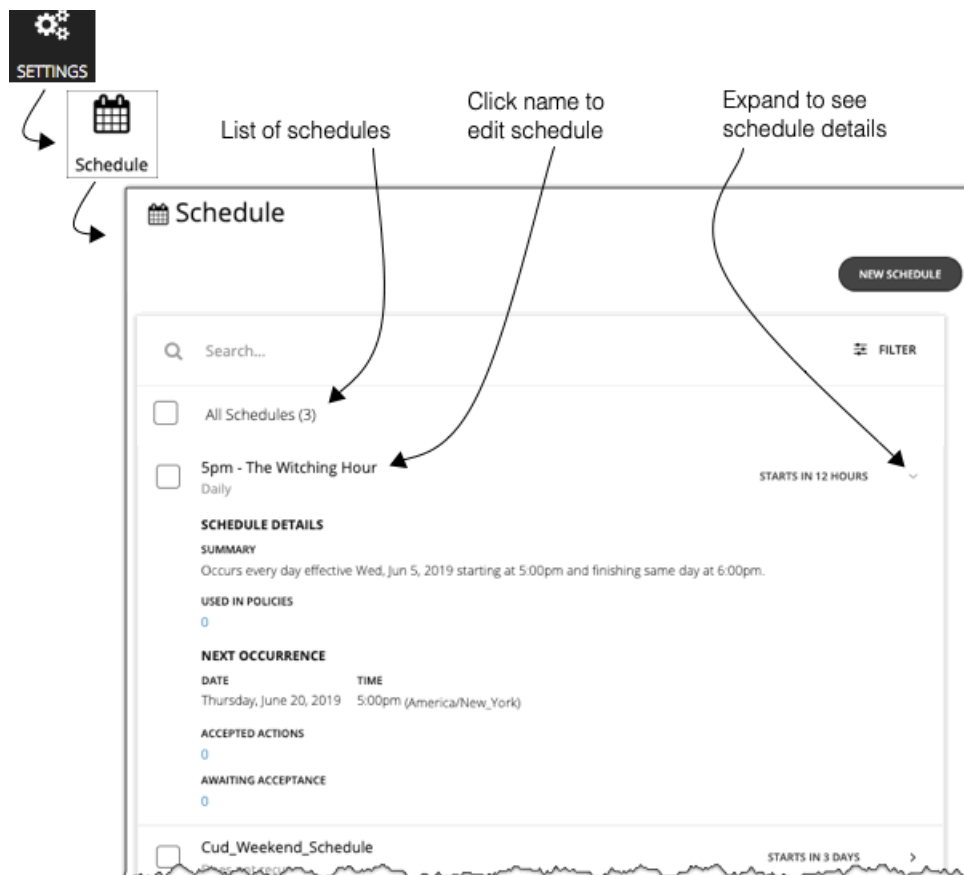 SETTINGS
Schedule
List of schedules
Click name to
edit schedule
Expand to see
schedule details
Schedule
NEW SCHEDULE
Search...
FILTER
All Schedules (3)
5pm - The Witching Hour
Daily
STARTS IN 12 HOURS
SCHEDULE DETAILS
SUMMARY
Occurs every day effective Wed, Jun 5, 2019 starting at 5:00pm and finishing same day at 6:00pm.
USED IN POLICIES
0
NEXT OCCURRENCE
DATE TIME
Thursday, June 20, 2019 5:00pm (America/New_York)
ACCEPTED ACTIONS
0
AWAITING ACCEPTANCE
0
Cud_Weekend_Schedule
STARTS IN 3 DAYS